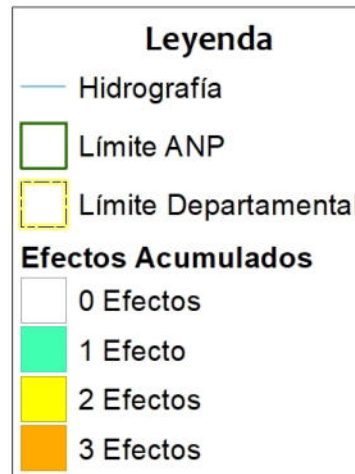 Leyenda
Hidrografía
Límite ANP
Límite Departamental
Efectos Acumulados
0 Efectos
1 Efecto
2 Efectos
3 Efectos